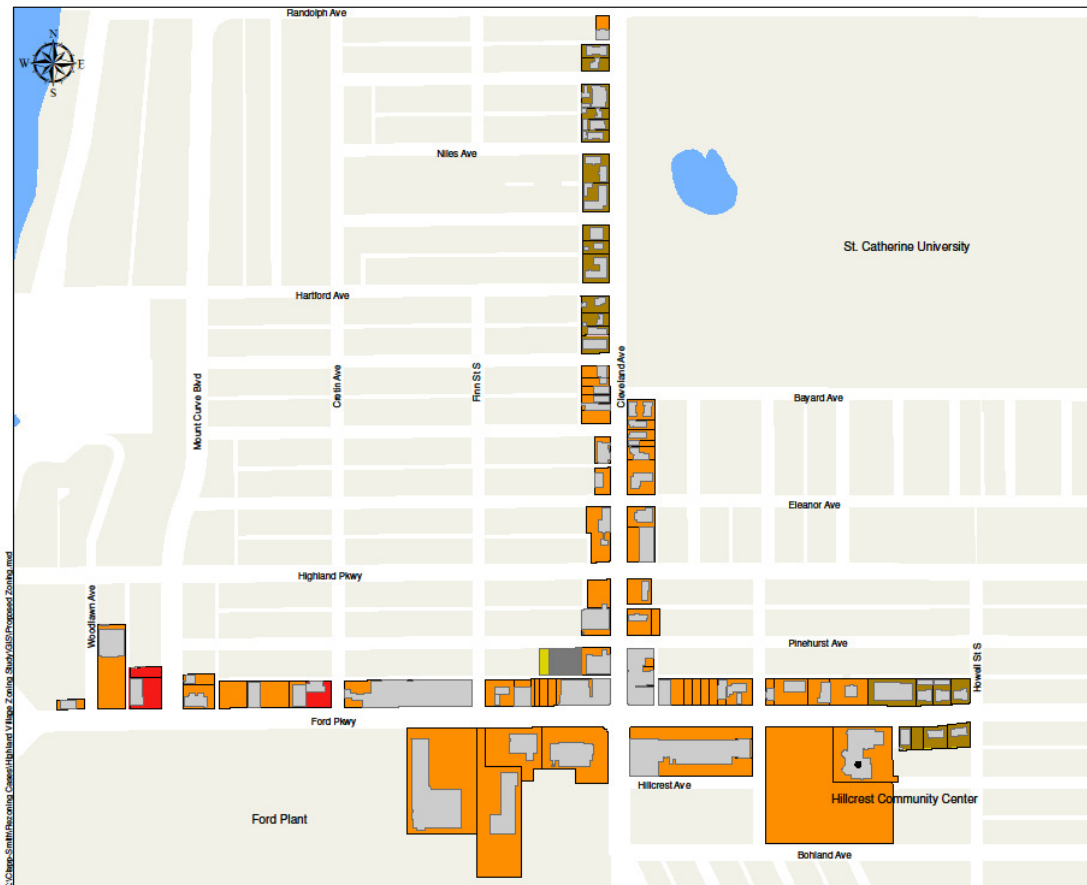 Randolph Ave
N
W E
S
Niles Ave
St. Catherine University
Hartford Ave
Mount Curve Blvd
Cretin Ave
Finn St S
Cleveland Ave
Bayard Ave
Eleanor Ave
Highland Pkwy
Woodlawn Ave
Pinehurst Ave
Howell St S
Ford Pkwy
Hillcrest Ave
Hillcrest Community Center
Ford Plant
Bohland Ave